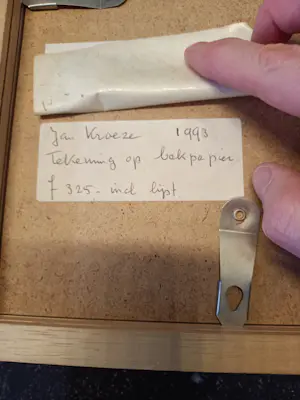 Jan Kroeze 1993
Tekening op bakpapier
f 325.- incl lijst